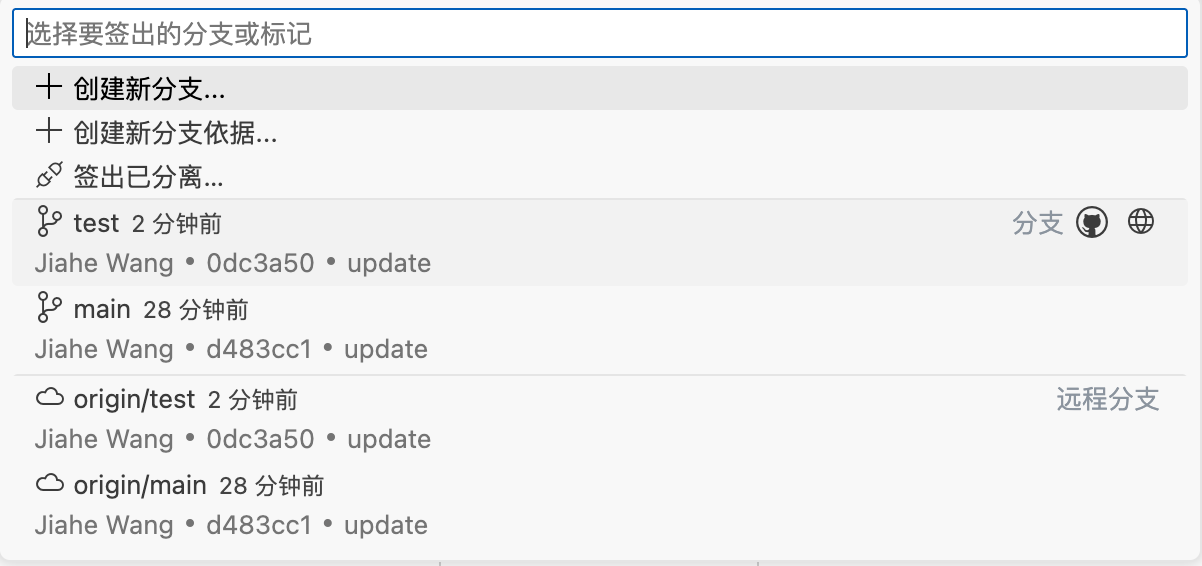 选择要签出的分支或标记
创建新分支...
创建新分支依据...
签出已分离...
test 2 分钟前 分支
Jiahe Wang • 0dc3a50 • update
main 28 分钟前
Jiahe Wang • d483cc1 • update
origin/test 2 分钟前 远程分支
Jiahe Wang • 0dc3a50 • update
origin/main 28 分钟前
Jiahe Wang • d483cc1 • update